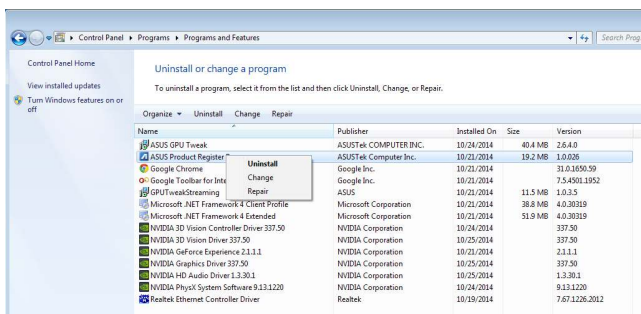 Control Panel ▸ Programs ▸ Programs and Features
Search Prog
Control Panel Home
View installed updates
Turn Windows features on or
off
Uninstall or change a program
To uninstall a program, select it from the list and then click Uninstall, Change, or Repair.
Organize Uninstall Change Repair
Name Publisher Installed On Size Version
ASUS GPU Tweak ASUSTek COMPUTER INC. 10/24/2014 40.4 MB 2.6.4.0
ASUS Product Register ASUSTek Computer Inc. 10/21/2014 19.2 MB 1.0.026
Google Chrome Google Inc. 10/21/2014 31.0.1650.59
Google Toolbar for Google Inc. 10/21/2014 7.5.4501.1952
GPUTweakStreaming ASUS 10/21/2014 11.5 MB 1.0.3.5
Microsoft .NET Framework 4 Client Profile Microsoft Corporation 10/21/2014 38.8 MB 4.0.30319
Microsoft .NET Framework 4 Extended Microsoft Corporation 10/21/2014 51.9 MB 4.0.30319
NVIDIA 3D Vision Controller Driver 337.50 NVIDIA Corporation 10/24/2014 337.50
NVIDIA 3D Vision Driver 337.50 NVIDIA Corporation 10/25/2014 337.50
NVIDIA GeForce Experience 2.1.1.1 NVIDIA Corporation 10/21/2014 2.1.1.1
NVIDIA Graphics Driver 337.50 NVIDIA Corporation 10/25/2014 337.50
NVIDIA HD Audio Driver 1.3.30.1 NVIDIA Corporation 10/25/2014 1.3.30.1
NVIDIA PhysX System Software 9.13.1220 NVIDIA Corporation 10/24/2014 9.13.1220
Realtek Ethernet Controller Driver Realtek 10/19/2014 7.67.1226.2012
Uninstall
Change
Repair